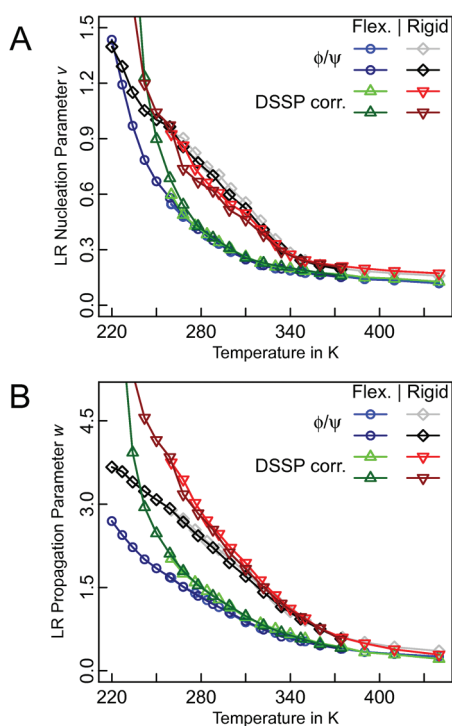 A
Flex. | Rigid
ϕ/ψ
DSSP corr.
LR Nucleation Parameter v
1.5
1.2
0.9
0.6
0.3
0.0
220 280 340 400
Temperature in K
B
Flex. | Rigid
ϕ/ψ
DSSP corr.
LR Propagation Parameter w
4.5
3.0
1.5
0.0
220 280 340 400
Temperature in K